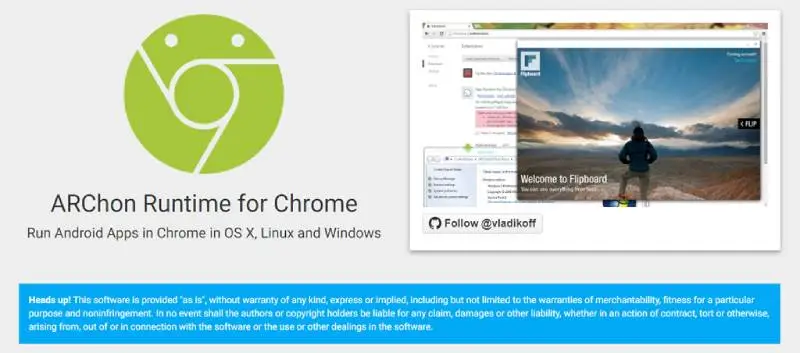 ARChon Runtime for Chrome
Run Android Apps in Chrome in OS X, Linux and Windows
Flipboard
FLIP
Welcome to Flipboard
Follow @vladikoff
Heads up! This software is provided "as is", without warranty of any kind, express or implied, including but not limited to the warranties of merchantability, fitness for a particular
purpose and noninfringement. In no event shall the authors or copyright holders be liable for any claim, damages or other liability, whether in an action of contract, tort or otherwise,
arising from, out of or in connection with the software or the use or other dealings in the software.